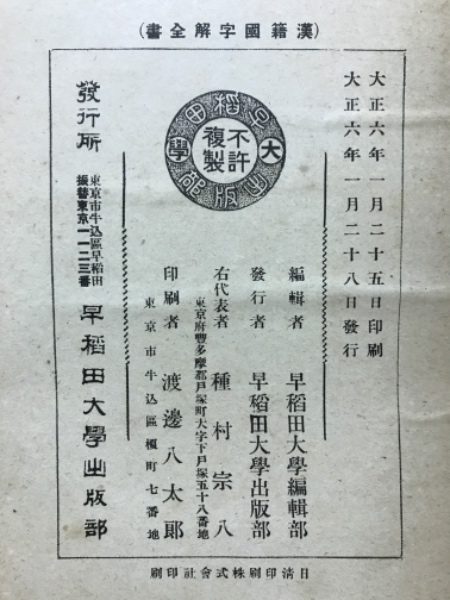 (漢籍國字解全書)
大正六年一月二十五日印刷
大正六年一月二十八日發行
早稻田大學出版部
不許複製
編輯者 早稻田大學編輯部
發行者 早稻田大學出版部
右代表者 種村宗八
東京府豐多摩郡戶塚町大字下戶塚五十八番地
印刷者 渡邊八太郎
東京市牛込區榎町七番地
發行所 東京市牛込區早稻田 早稻田大學出版部
振替東京一一二三番
日淸印刷株式會社印刷